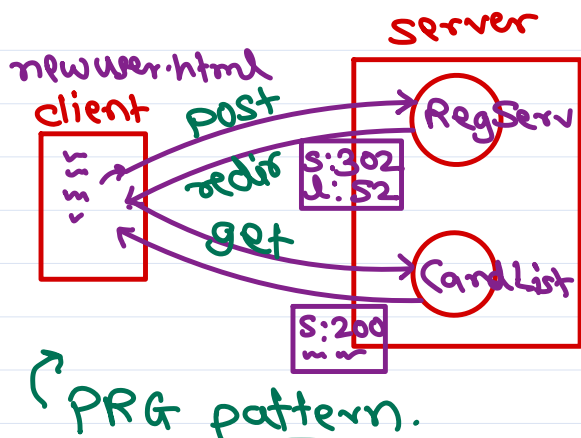 server
newuser.html
client
post
RegServ
redir
s:302
l:S2
get
CandList
s:200
PRG pattern.